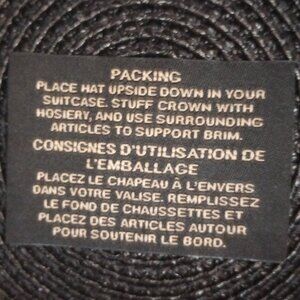 PACKING
PLACE HAT UPSIDE DOWN IN YOUR
SUITCASE. STUFF CROWN WITH
HOSIERY, AND USE SURROUNDING
ARTICLES TO SUPPORT BRIM.
CONSIGNES D'UTILISATION DE
L'EMBALLAGE
PLACEZ LE CHAPEAU À L'ENVERS
DANS VOTRE VALISE. REMPLISSEZ
LE FOND DE CHAUSSETTES ET
PLACEZ DES ARTICLES AUTOUR
POUR SOUTENIR LE BORD.